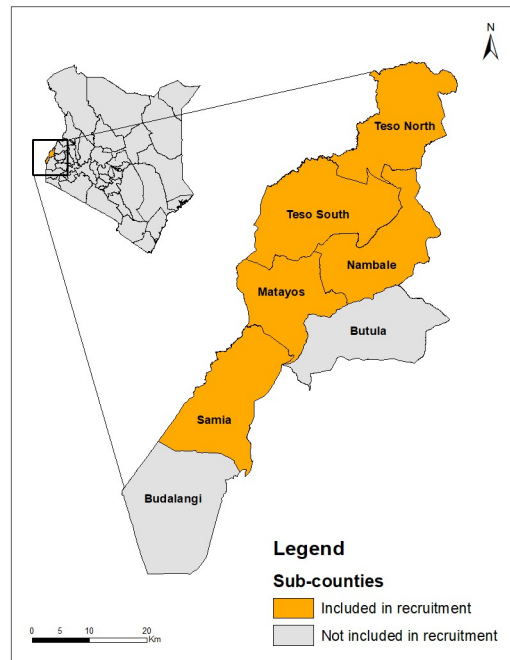 N
Teso North
Teso South
Nambale
Matayos
Butula
Samia
Budalangi
Legend
Sub-counties
Included in recruitment
Not included in recruitment
0 5 10 20
Km